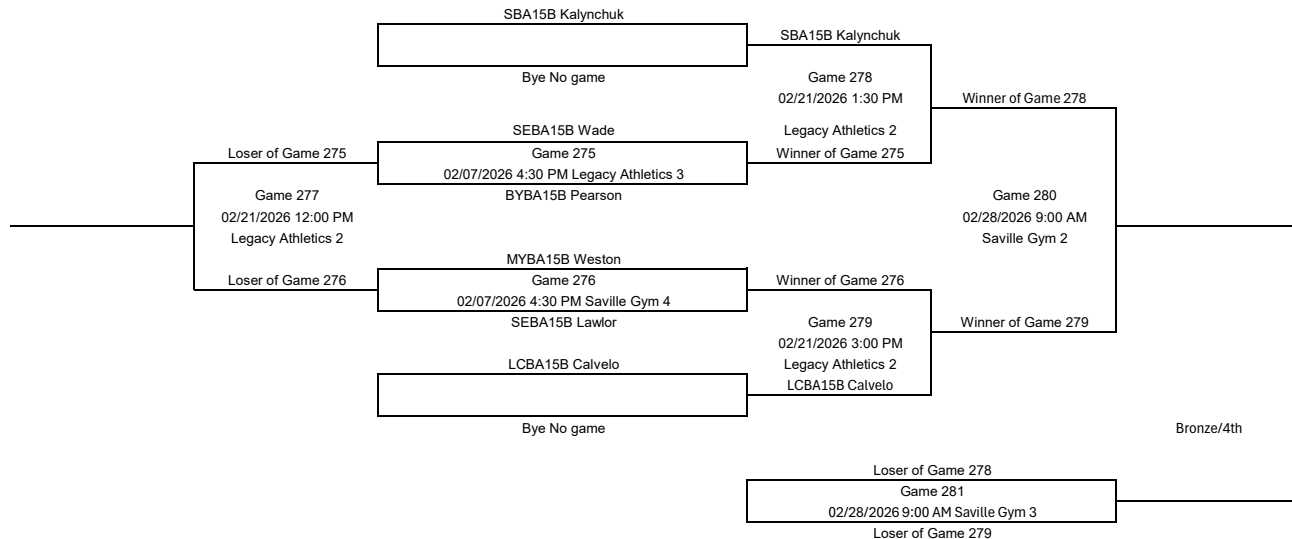 SBA15B Kalynchuk
SBA15B Kalynchuk
Bye No game
Game 278
02/21/2026 1:30 PM
Winner of Game 278
SEBA15B Wade
Legacy Athletics 2
Loser of Game 275
Game 275
Winner of Game 275
02/07/2026 4:30 PM Legacy Athletics 3
Game 277
BYBA15B Pearson
Game 280
02/21/2026 12:00 PM
02/28/2026 9:00 AM
Legacy Athletics 2
Saville Gym 2
MYBA15B Weston
Loser of Game 276
Game 276
Winner of Game 276
02/07/2026 4:30 PM Saville Gym 4
SEBA15B Lawlor
Game 279
Winner of Game 279
02/21/2026 3:00 PM
LCBA15B Calvelo
Legacy Athletics 2
LCBA15B Calvelo
Bye No game
Bronze/4th
Loser of Game 278
Game 281
02/28/2026 9:00 AM Saville Gym 3
Loser of Game 279